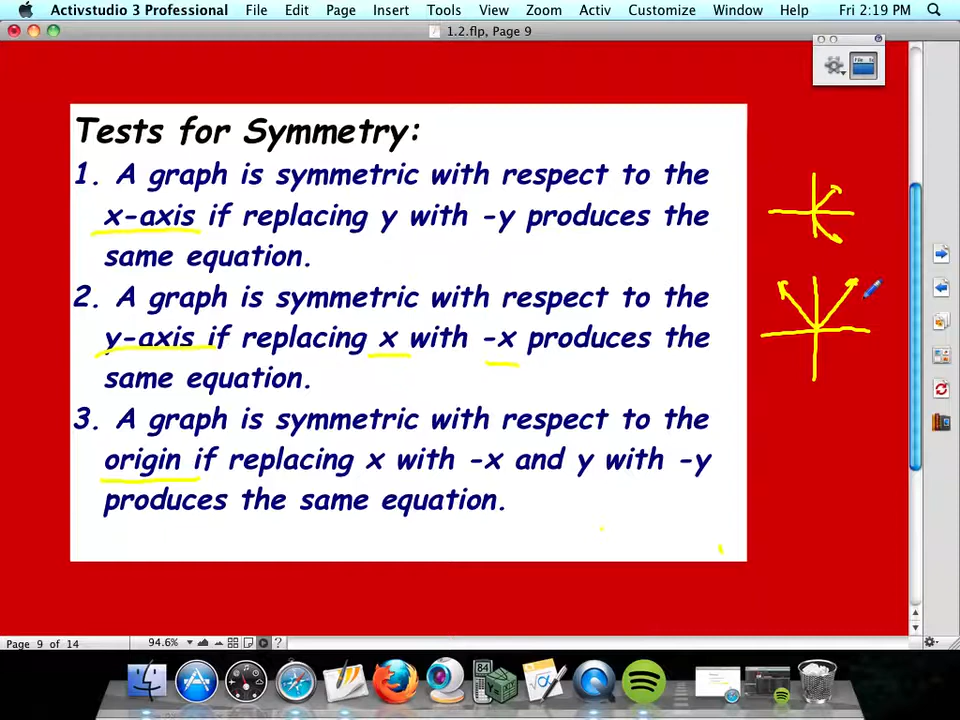 Activstudio 3 Professional File Edit Page Insert Tools View Zoom Activ Customize Window Help Fri 2:19 PM
1.2.flp, Page 9
Tests for Symmetry:
1. A graph is symmetric with respect to the
x-axis if replacing y with -y produces the
same equation.
2. A graph is symmetric with respect to the
y-axis if replacing x with -x produces the
same equation.
3. A graph is symmetric with respect to the
origin if replacing x with -x and y with -y
produces the same equation.
Page 9 of 14 94.6%
84